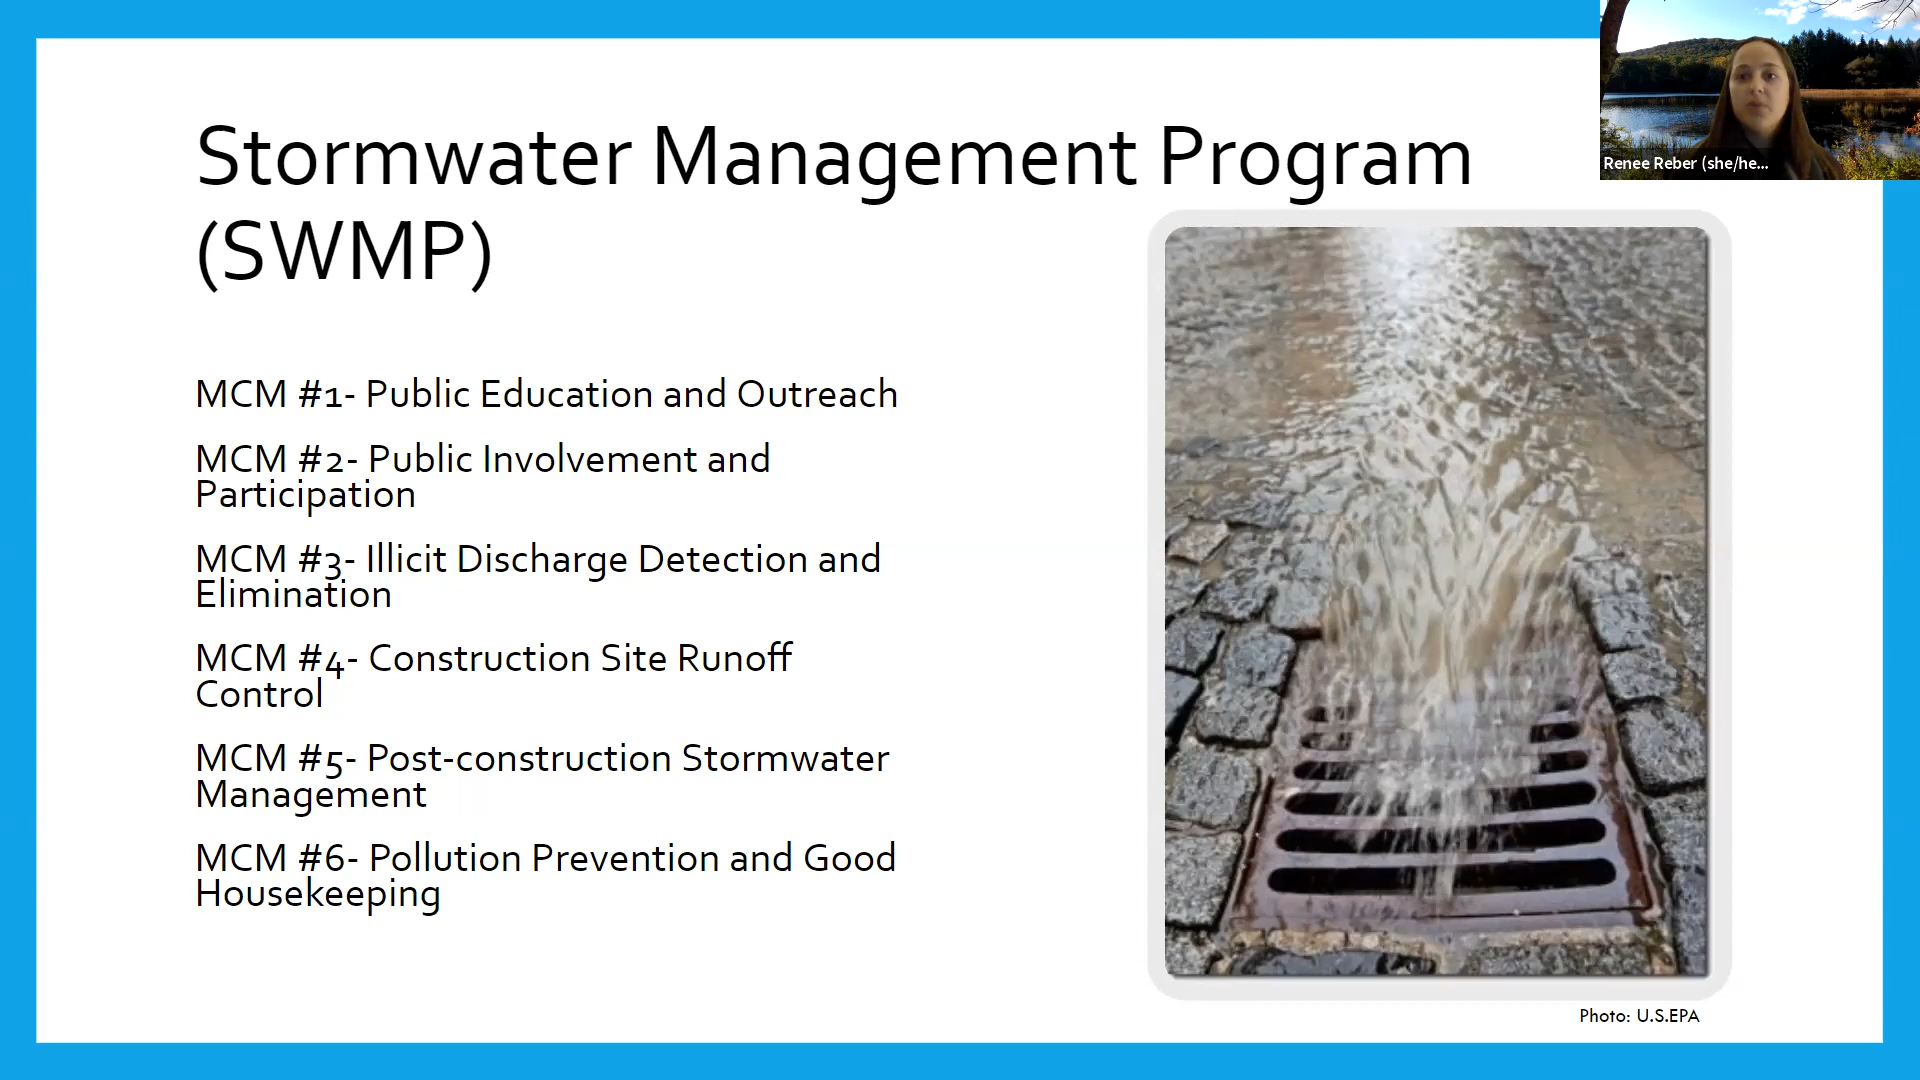 Stormwater Management Program
(SWMP)
MCM #1- Public Education and Outreach
MCM #2- Public Involvement and
Participation
MCM #3- Illicit Discharge Detection and
Elimination
MCM #4- Construction Site Runoff
Control
MCM #5- Post-construction Stormwater
Management
MCM #6- Pollution Prevention and Good
Housekeeping
Photo: U.S.EPA
Renee Reber (she/he...